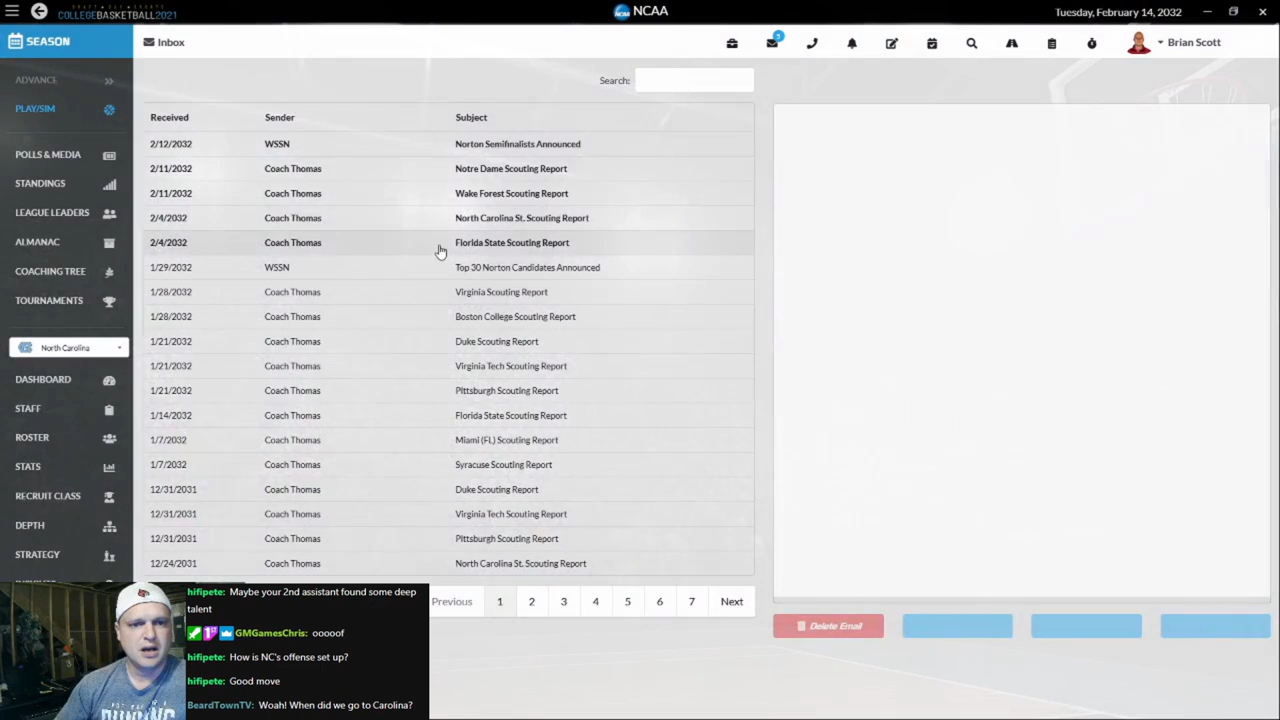 DRAFT DAY SPORTS
COLLEGEBASKETBALL2021
NCAA
Tuesday, February 14, 2032
SEASON
Inbox
5
Brian Scott
ADVANCE
PLAY/SIM
POLLS & MEDIA
STANDINGS
LEAGUE LEADERS
ALMANAC
COACHING TREE
TOURNAMENTS
North Carolina
DASHBOARD
STAFF
ROSTER
STATS
RECRUIT CLASS
DEPTH
STRATEGY
Search:
Received Sender Subject
2/12/2032 WSSN Norton Semifinalists Announced
2/11/2032 Coach Thomas Notre Dame Scouting Report
2/11/2032 Coach Thomas Wake Forest Scouting Report
2/4/2032 Coach Thomas North Carolina St. Scouting Report
2/4/2032 Coach Thomas Florida State Scouting Report
1/29/2032 WSSN Top 30 Norton Candidates Announced
1/28/2032 Coach Thomas Virginia Scouting Report
1/28/2032 Coach Thomas Boston College Scouting Report
1/21/2032 Coach Thomas Duke Scouting Report
1/21/2032 Coach Thomas Virginia Tech Scouting Report
1/21/2032 Coach Thomas Pittsburgh Scouting Report
1/14/2032 Coach Thomas Florida State Scouting Report
1/7/2032 Coach Thomas Miami (FL) Scouting Report
1/7/2032 Coach Thomas Syracuse Scouting Report
12/31/2031 Coach Thomas Duke Scouting Report
12/31/2031 Coach Thomas Virginia Tech Scouting Report
12/31/2031 Coach Thomas Pittsburgh Scouting Report
12/24/2031 Coach Thomas North Carolina St. Scouting Report
Previous 1 2 3 4 5 6 7 Next
Delete Email
hifipete: Maybe your 2nd assistant found some deep
talent
GMGamesChris: ooooof
hifipete: How is NC's offense set up?
hifipete: Good move
BeardTownTV: Woah! When did we go to Carolina?